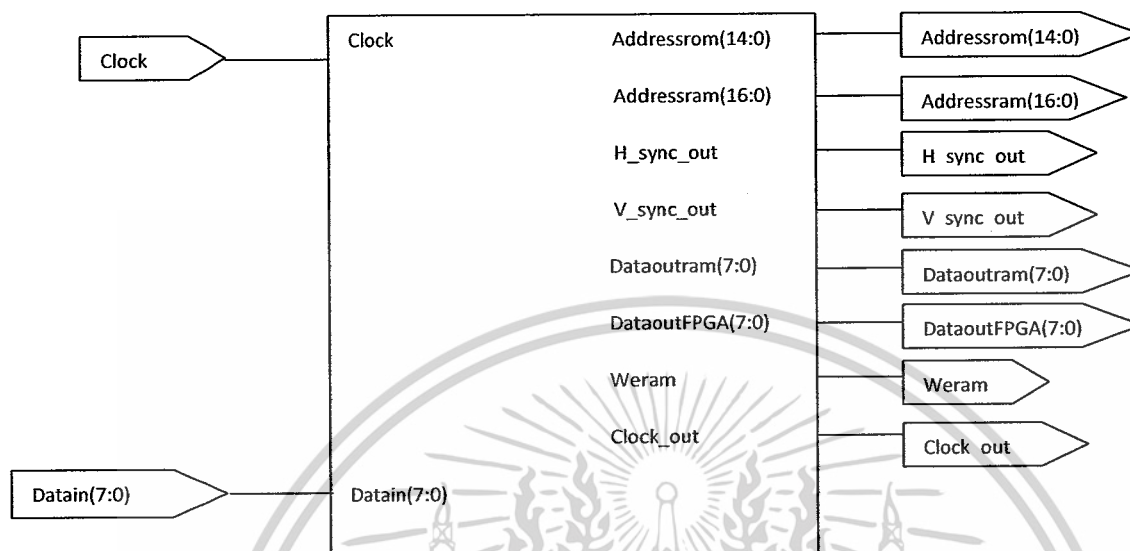 Clock
Clock
Addressrom(14:0)
Addressrom(14:0)
Addressram(16:0)
Addressram(16:0)
H_sync_out
H sync out
V_sync_out
V sync out
Dataoutram(7:0)
Dataoutram(7:0)
DataoutFPGA(7:0)
DataoutFPGA(7:0)
Weram
Weram
Clock_out
Clock out
Datain(7:0)
Datain(7:0)